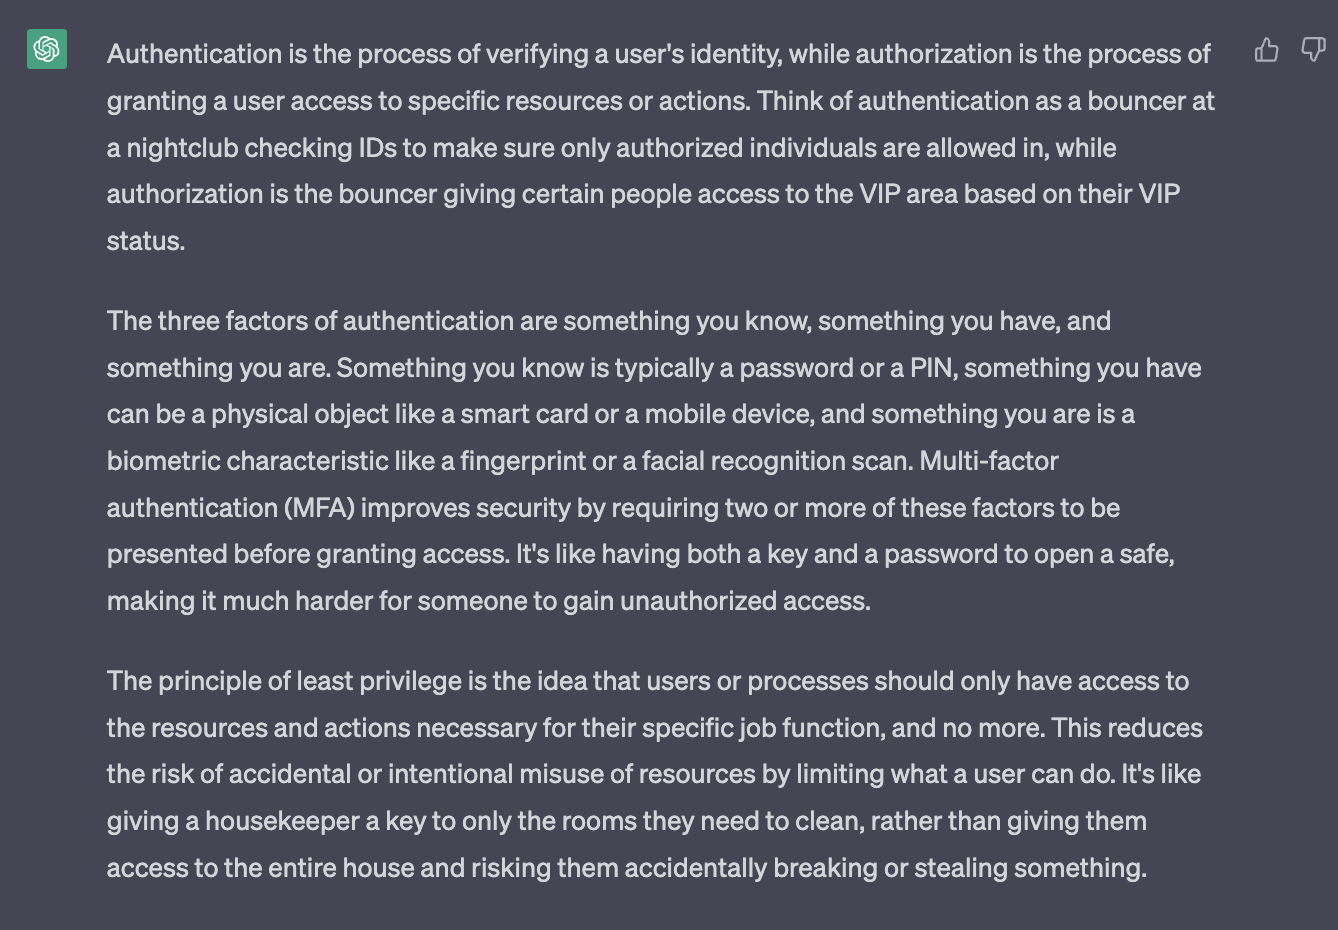 Authentication is the process of verifying a user's identity, while authorization is the process of
granting a user access to specific resources or actions. Think of authentication as a bouncer at
a nightclub checking IDs to make sure only authorized individuals are allowed in, while
authorization is the bouncer giving certain people access to the VIP area based on their VIP
status.
The three factors of authentication are something you know, something you have, and
something you are. Something you know is typically a password or a PIN, something you have
can be a physical object like a smart card or a mobile device, and something you are is a
biometric characteristic like a fingerprint or a facial recognition scan. Multi-factor
authentication (MFA) improves security by requiring two or more of these factors to be
presented before granting access. It's like having both a key and a password to open a safe,
making it much harder for someone to gain unauthorized access.
The principle of least privilege is the idea that users or processes should only have access to
the resources and actions necessary for their specific job function, and no more. This reduces
the risk of accidental or intentional misuse of resources by limiting what a user can do. It's like
giving a housekeeper a key to only the rooms they need to clean, rather than giving them
access to the entire house and risking them accidentally breaking or stealing something.